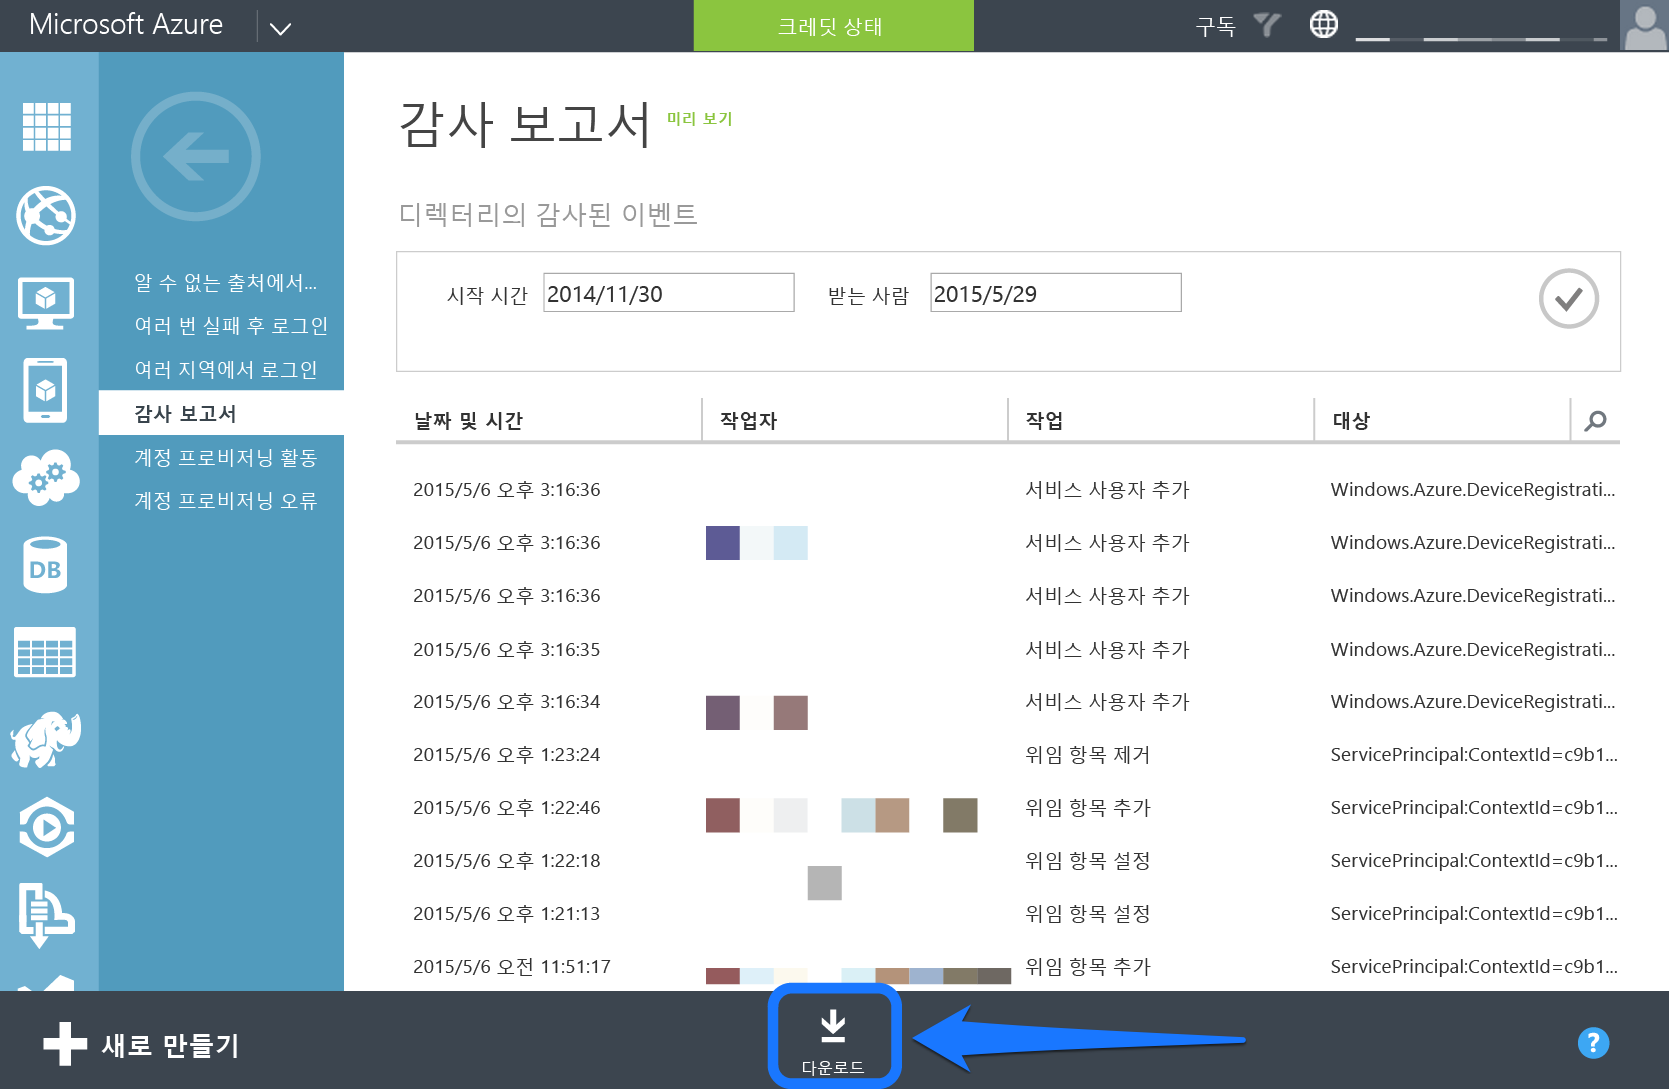 Microsoft Azure
크레딧 상태
구독
감사 보고서 미리 보기
디렉터리의 감사된 이벤트
알 수 없는 출처에서...
여러 번 실패 후 로그인
여러 지역에서 로그인
감사 보고서
계정 프로비저닝 활동
계정 프로비저닝 오류
시작 시간 2014/11/30 받는 사람 2015/5/29
날짜 및 시간 작업자 작업 대상
2015/5/6 오후 3:16:36 서비스 사용자 추가 Windows.Azure.DeviceRegistrati...
2015/5/6 오후 3:16:36 서비스 사용자 추가 Windows.Azure.DeviceRegistrati...
2015/5/6 오후 3:16:36 서비스 사용자 추가 Windows.Azure.DeviceRegistrati...
2015/5/6 오후 3:16:35 서비스 사용자 추가 Windows.Azure.DeviceRegistrati...
2015/5/6 오후 3:16:34 서비스 사용자 추가 Windows.Azure.DeviceRegistrati...
2015/5/6 오후 1:23:24 위임 항목 제거 ServicePrincipal:ContextId=c9b1...
2015/5/6 오후 1:22:46 위임 항목 추가 ServicePrincipal:ContextId=c9b1...
2015/5/6 오후 1:22:18 위임 항목 설정 ServicePrincipal:ContextId=c9b1...
2015/5/6 오후 1:21:13 위임 항목 설정 ServicePrincipal:ContextId=c9b1...
2015/5/6 오전 11:51:17 위임 항목 추가 ServicePrincipal:ContextId=c9b1...
DB
새로 만들기
다운로드
?